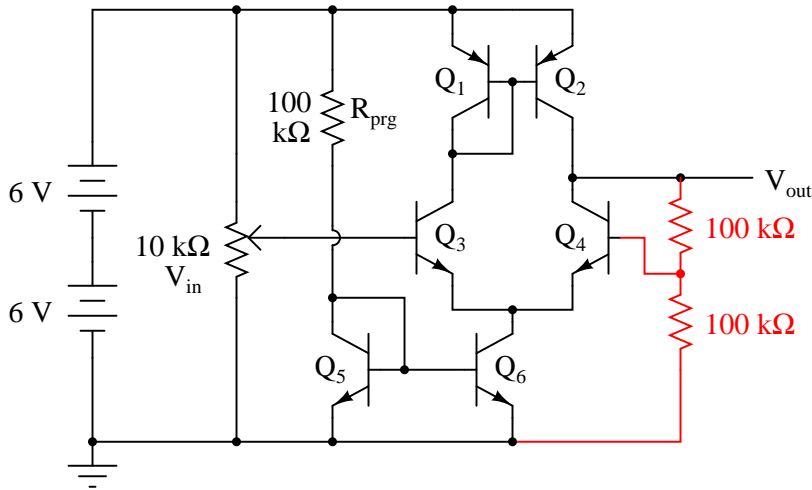 Q1
Q2
100
kΩ
Rprg
6 V
Vout
10 kΩ
Vin
Q3
Q4
100 kΩ
6 V
100 kΩ
Q5
Q6